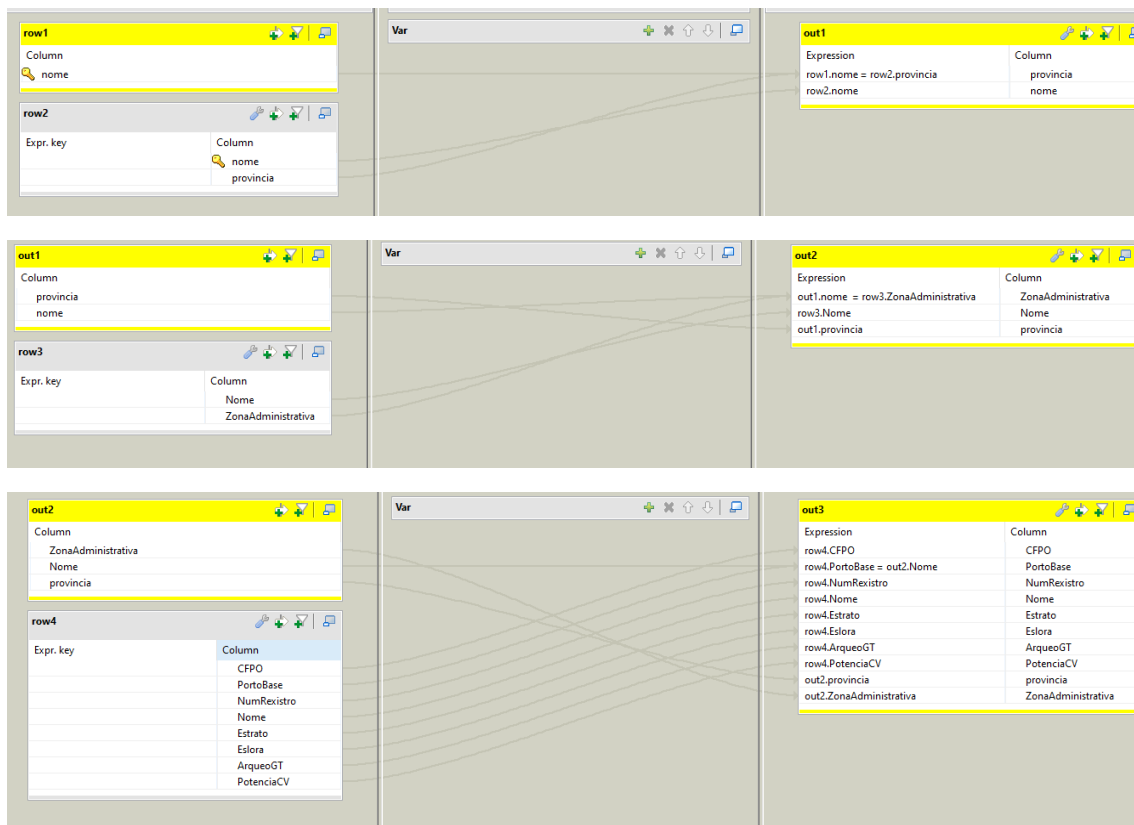 row1
Column
nome
row2
Expr. key Column
nome
provincia
Var
out1
Expression Column
row1.nome = row2.provincia provincia
row2.nome nome
out1
Column
provincia
nome
row3
Expr. key Column
Nome
ZonaAdministrativa
Var
out2
Expression Column
out1.nome = row3.ZonaAdministrativa ZonaAdministrativa
row3.Nome Nome
out1.provincia provincia
out2
Column
ZonaAdministrativa
Nome
provincia
row4
Expr. key Column
CFPO
PortoBase
NumRexistro
Nome
Estrato
Eslora
ArqueoGT
PotenciaCV
Var
out3
Expression Column
row4.CFPO CFPO
row4.PortoBase = out2.Nome PortoBase
row4.NumRexistro NumRexistro
row4.Nome Nome
row4.Estrato Estrato
row4.Eslora Eslora
row4.ArqueoGT ArqueoGT
row4.PotenciaCV PotenciaCV
out2.provincia provincia
out2.ZonaAdministrativa ZonaAdministrativa